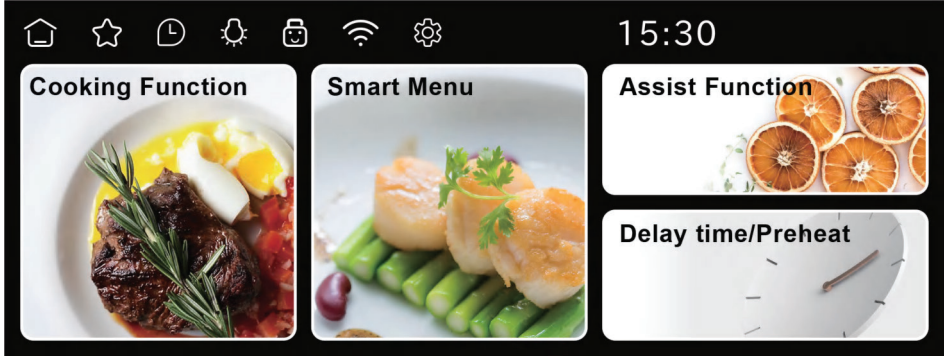 15:30
Cooking Function
Smart Menu
Assist Function
Delay time/Preheat